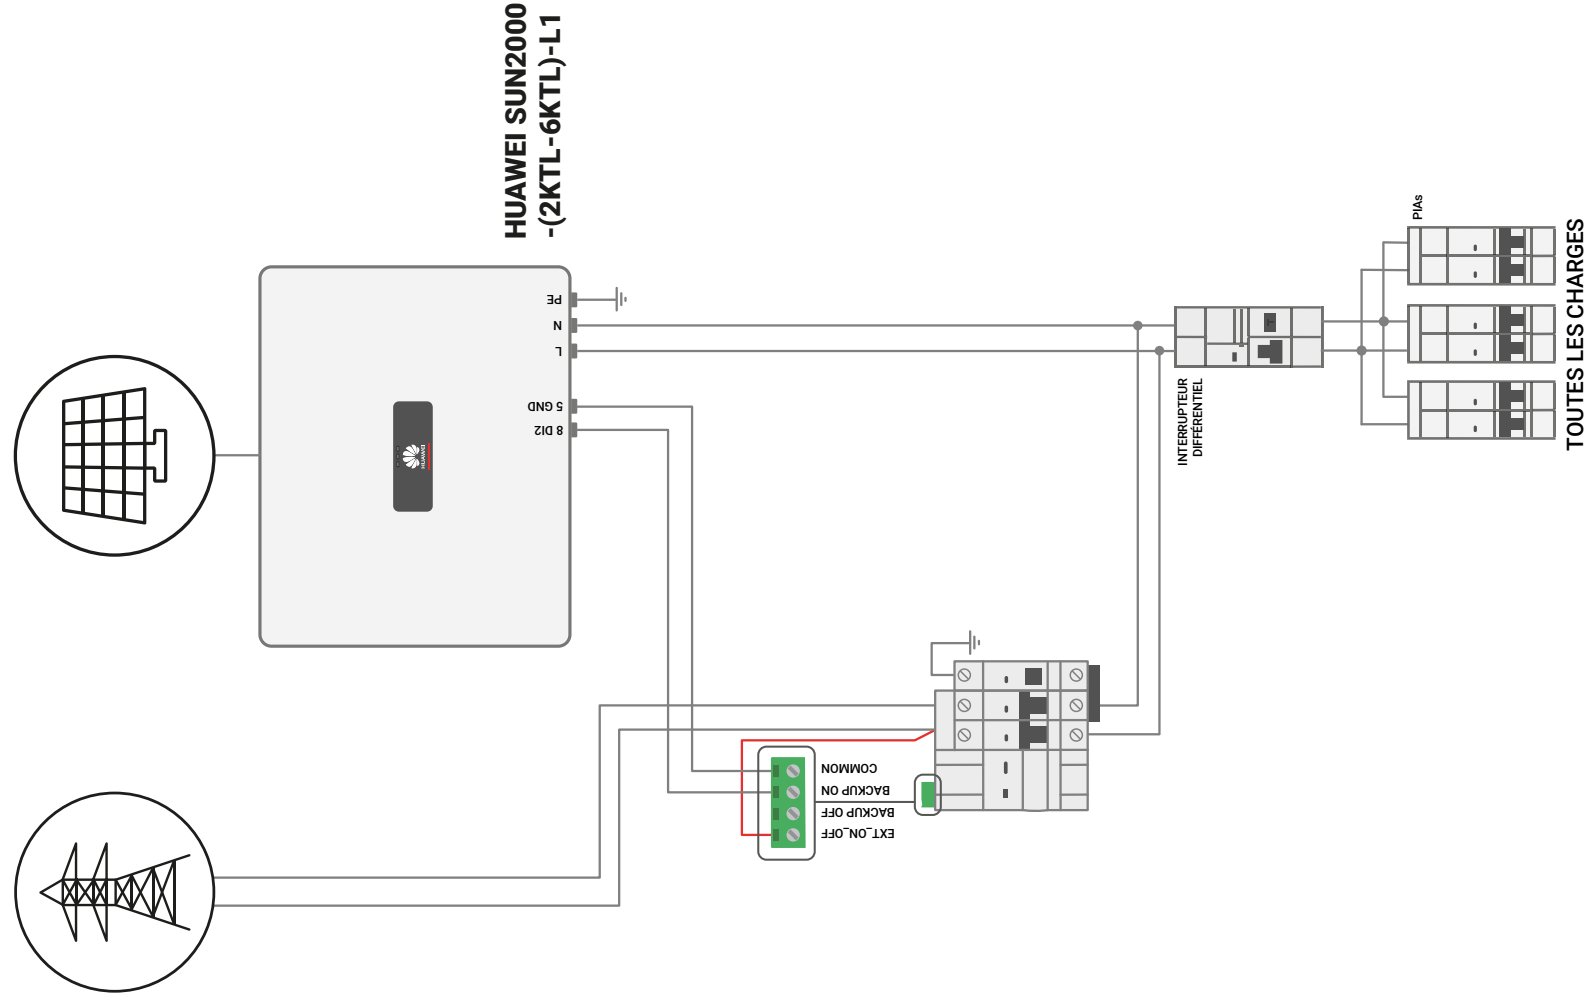 HUAWEI SUN2000
-(2KTL-6KTL)-L1
PE
N
L
5 GND
8 DI2
HUAWEI
INTERRUPTEUR
DIFFÉRENTIEL
PIAs
TOUTES LES CHARGES
COMMON
BACKUP ON
BACKUP OFF
EXT_ON_OFF